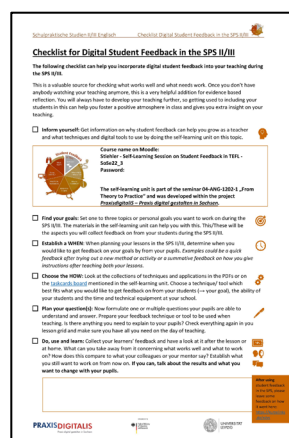 Schulpraktische Studien-II/III Englisch Checklist Digital Student Feedback in the SPS-II/III
Checklist for Digital Student Feedback in the SPS II/III
The following checklist can help you incorporate digital student feedback into your teaching during
the SPS II/III.
This is a valuable source for checking what works well and what needs work. Once you don't have
anybody watching your teaching anymore, this is a very helpful addition for evidence based
reflection. You will always have to develop your teaching further, so getting used to including your
students in this can help you foster a positive atmosphere in class and gives you extra insight on your
teaching.
Inform yourself: Get information on why student feedback can help you grow as a teacher
and what techniques and digital tools to use by doing the self-learning unit on this topic.
Course name on Moodle:
Stiehler - Self-Learning Session on Student Feedback in TEFL -
SoSe22_3
Password:
The self-learning unit is part of the seminar 04-ANG-1202-1 „From
Theory to Practice" and was developed within the project
PraxisdigitaliS – Praxis digital gestalten in Sachsen.
Find your goals: Set one to three topics or personal goals you want to work on during the
SPS II/III. The materials in the self-learning unit can help you with this. This/These will be
the aspects you will collect feedback on from your students during the SPS II/III.
Establish a WHEN: When planning your lessons in the SPS II/III, determine when you
would like to get feedback on your goals by your pupils. Examples could be a quick
feedback after trying out a new method or activity or a summative feedback on how you give
instructions after teaching both your lessons.
Choose the HOW: Look at the collections of techniques and applications in the PDFs or on
the taskcards board mentioned in the self-learning unit. Choose a technique/ tool which
best fits what you would like to get feedback on from your students (→ your goal), the ability of
your students and the time and technical equipment at your school.
Plan your question(s): Now formulate one or multiple questions your pupils are able to
understand and answer. Prepare your feedback technique or tool to be used when
teaching. Is there anything you need to explain to your pupils? Check everything again in you
lesson grid and make sure you have all you need on the day of teaching.
Do, use and learn: Collect your learners' feedback and have a look at it after the lesson or
at home. What can you take away from it concerning what works well and what to work
on? How does this compare to what your colleagues or your mentor say? Establish what
you still want to work on from now on. If you can, talk about the results and what you
want to change with your pupils.
After using
student feedback
PRAXISDIGITALIS
UNIVERSITÄT
LEIPZIG